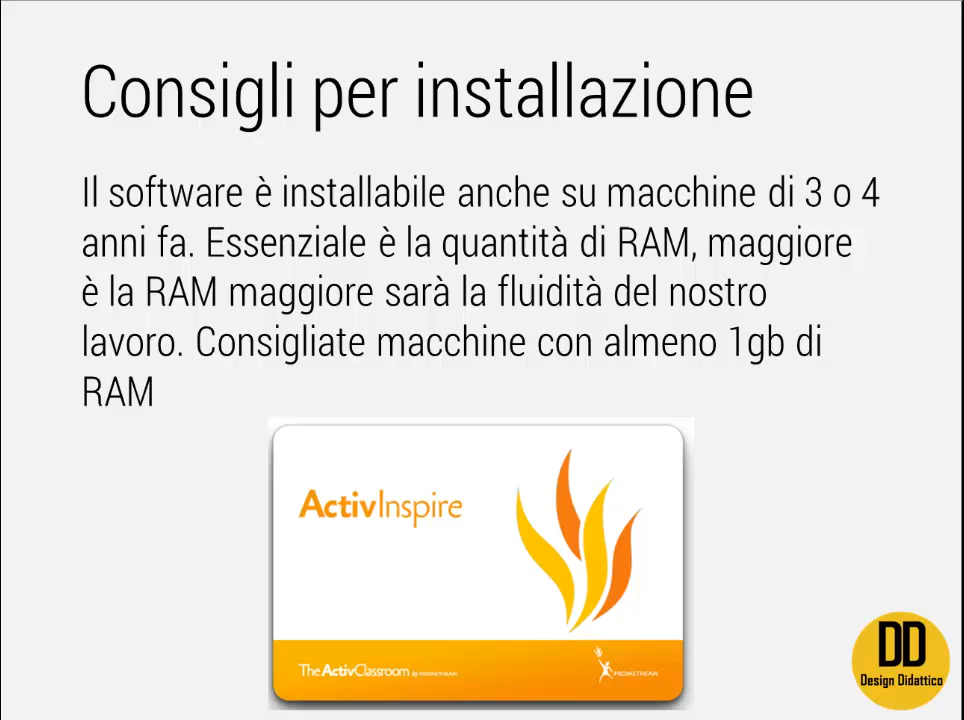 Consigli per installazione
Il software è installabile anche su macchine di 3 o 4
anni fa. Essenziale è la quantità di RAM, maggiore
è la RAM maggiore sarà la fluidità del nostro
lavoro. Consigliate macchine con almeno 1gb di
RAM
ActivInspire
The ActivClassroom by PROMETHEAN
PROMETHEAN
DD
Design Didattico